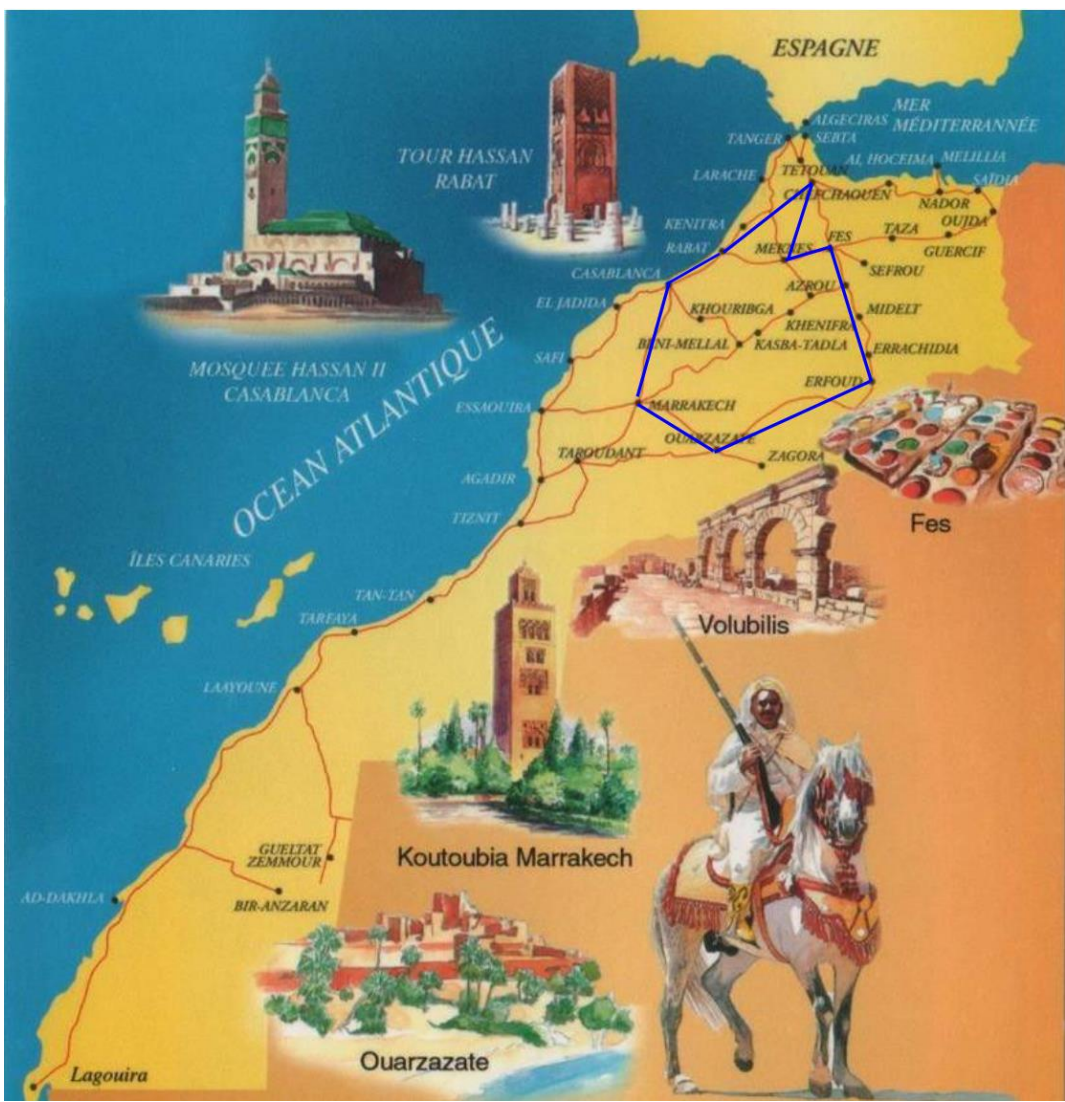 ESPAGNE
MER
MÉDITERRANNÉE
ALGECIRAS
SEBTA
TANGER
TETOUAN
AL HOCEIMA
MELILLIA
SAÏDIA
LARACHE
CHEFCHAOUEN
NADOR
OUJDA
TOUR HASSAN
RABAT
KENITRA
RABAT
MEKNES
FES
TAZA
GUERCIF
SEFROU
CASABLANCA
AZROU
EL JADIDA
KHOURIBGA
MIDELT
KHENIFRA
BENI-MELLAL
KASBA-TADLA
ERRACHIDIA
SAFI
MOSQUEE HASSAN II
CASABLANCA
ERFOUD
ESSAOUIRA
MARRAKECH
OUARZAZATE
OCEAN ATLANTIQUE
TAROUDANT
ZAGORA
AGADIR
TIZNIT
Fes
ÎLES CANARIES
TAN-TAN
TARFAYA
Volubilis
LAAYOUNE
GUELTAT
ZEMMOUR
Koutoubia Marrakech
AD-DAKHLA
BIR-ANZARAN
Ouarzazate
Lagouira